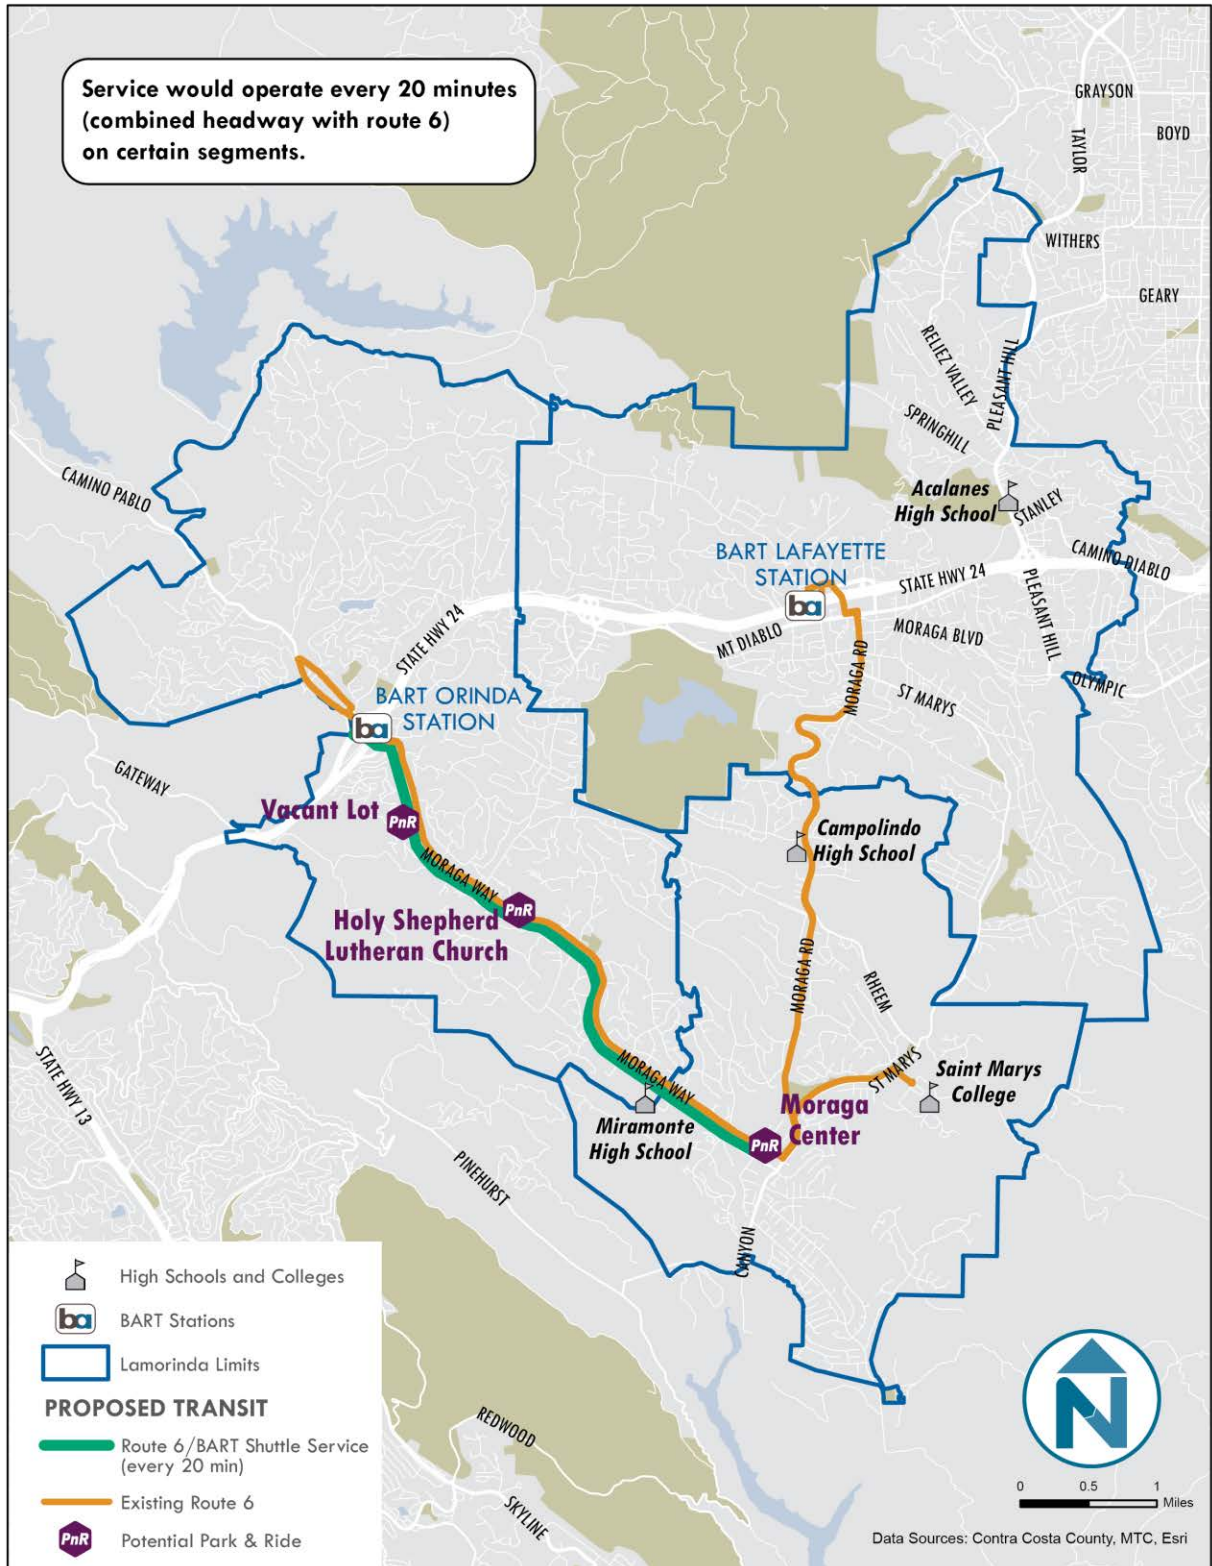 Service would operate every 20 minutes
(combined headway with route 6)
on certain segments.
GRAYSON
TAYLOR
BOYD
WITHERS
GEARY
RELIEZ VALLEY
PLEASANT HILL
SPRINGHILL
CAMINO PABLO
Acalanes
High School
STANLEY
BART LAFAYETTE
STATION
CAMINO DIABLO
STATE HWY 24
ba
MT DIABLO
MORAGA BLVD
PLEASANT HILL
STATE HWY 24
MORAGA RD
ST MARYS
OLYMPIC
BART ORINDA
STATION
ba
GATEWAY
Vacant Lot
PnR
Campolindo
High School
MORAGA WAY
Holy Shepherd
Lutheran Church
PnR
MORAGA RD
RHEEM
STATE HWY 13
MORAGA WAY
ST MARYS
Saint Marys
College
Moraga
Center
Miramonte
High School
PnR
PINEHURST
CANYON
High Schools and Colleges
ba
BART Stations
Lamorinda Limits
PROPOSED TRANSIT
Route 6/BART Shuttle Service
(every 20 min)
Existing Route 6
PnR
Potential Park & Ride
REDWOOD
SKYLINE
N
0 0.5 1
Miles
Data Sources: Contra Costa County, MTC, Esri